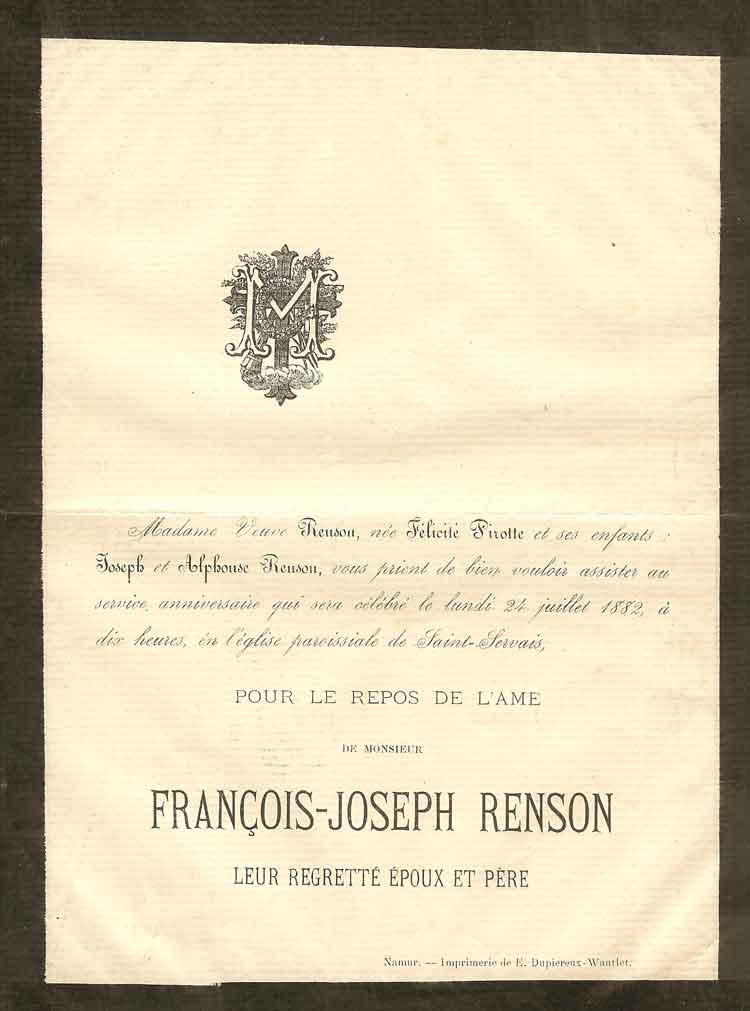 M
Madame Veuve Renson, née Félicité Pirotte et ses enfants :
Joseph et Alphonse Renson, vous prient de bien vouloir assister au
service anniversaire qui sera célébré le lundi 24 juillet 1882, à
dix heures, en l'église paroissiale de Saint-Servais,
POUR LE REPOS DE L'AME
DE MONSIEUR
FRANÇOIS-JOSEPH RENSON
LEUR REGRETTÉ ÉPOUX ET PÈRE
Namur. — Imprimerie de E. Dupiereux-Wautlet.